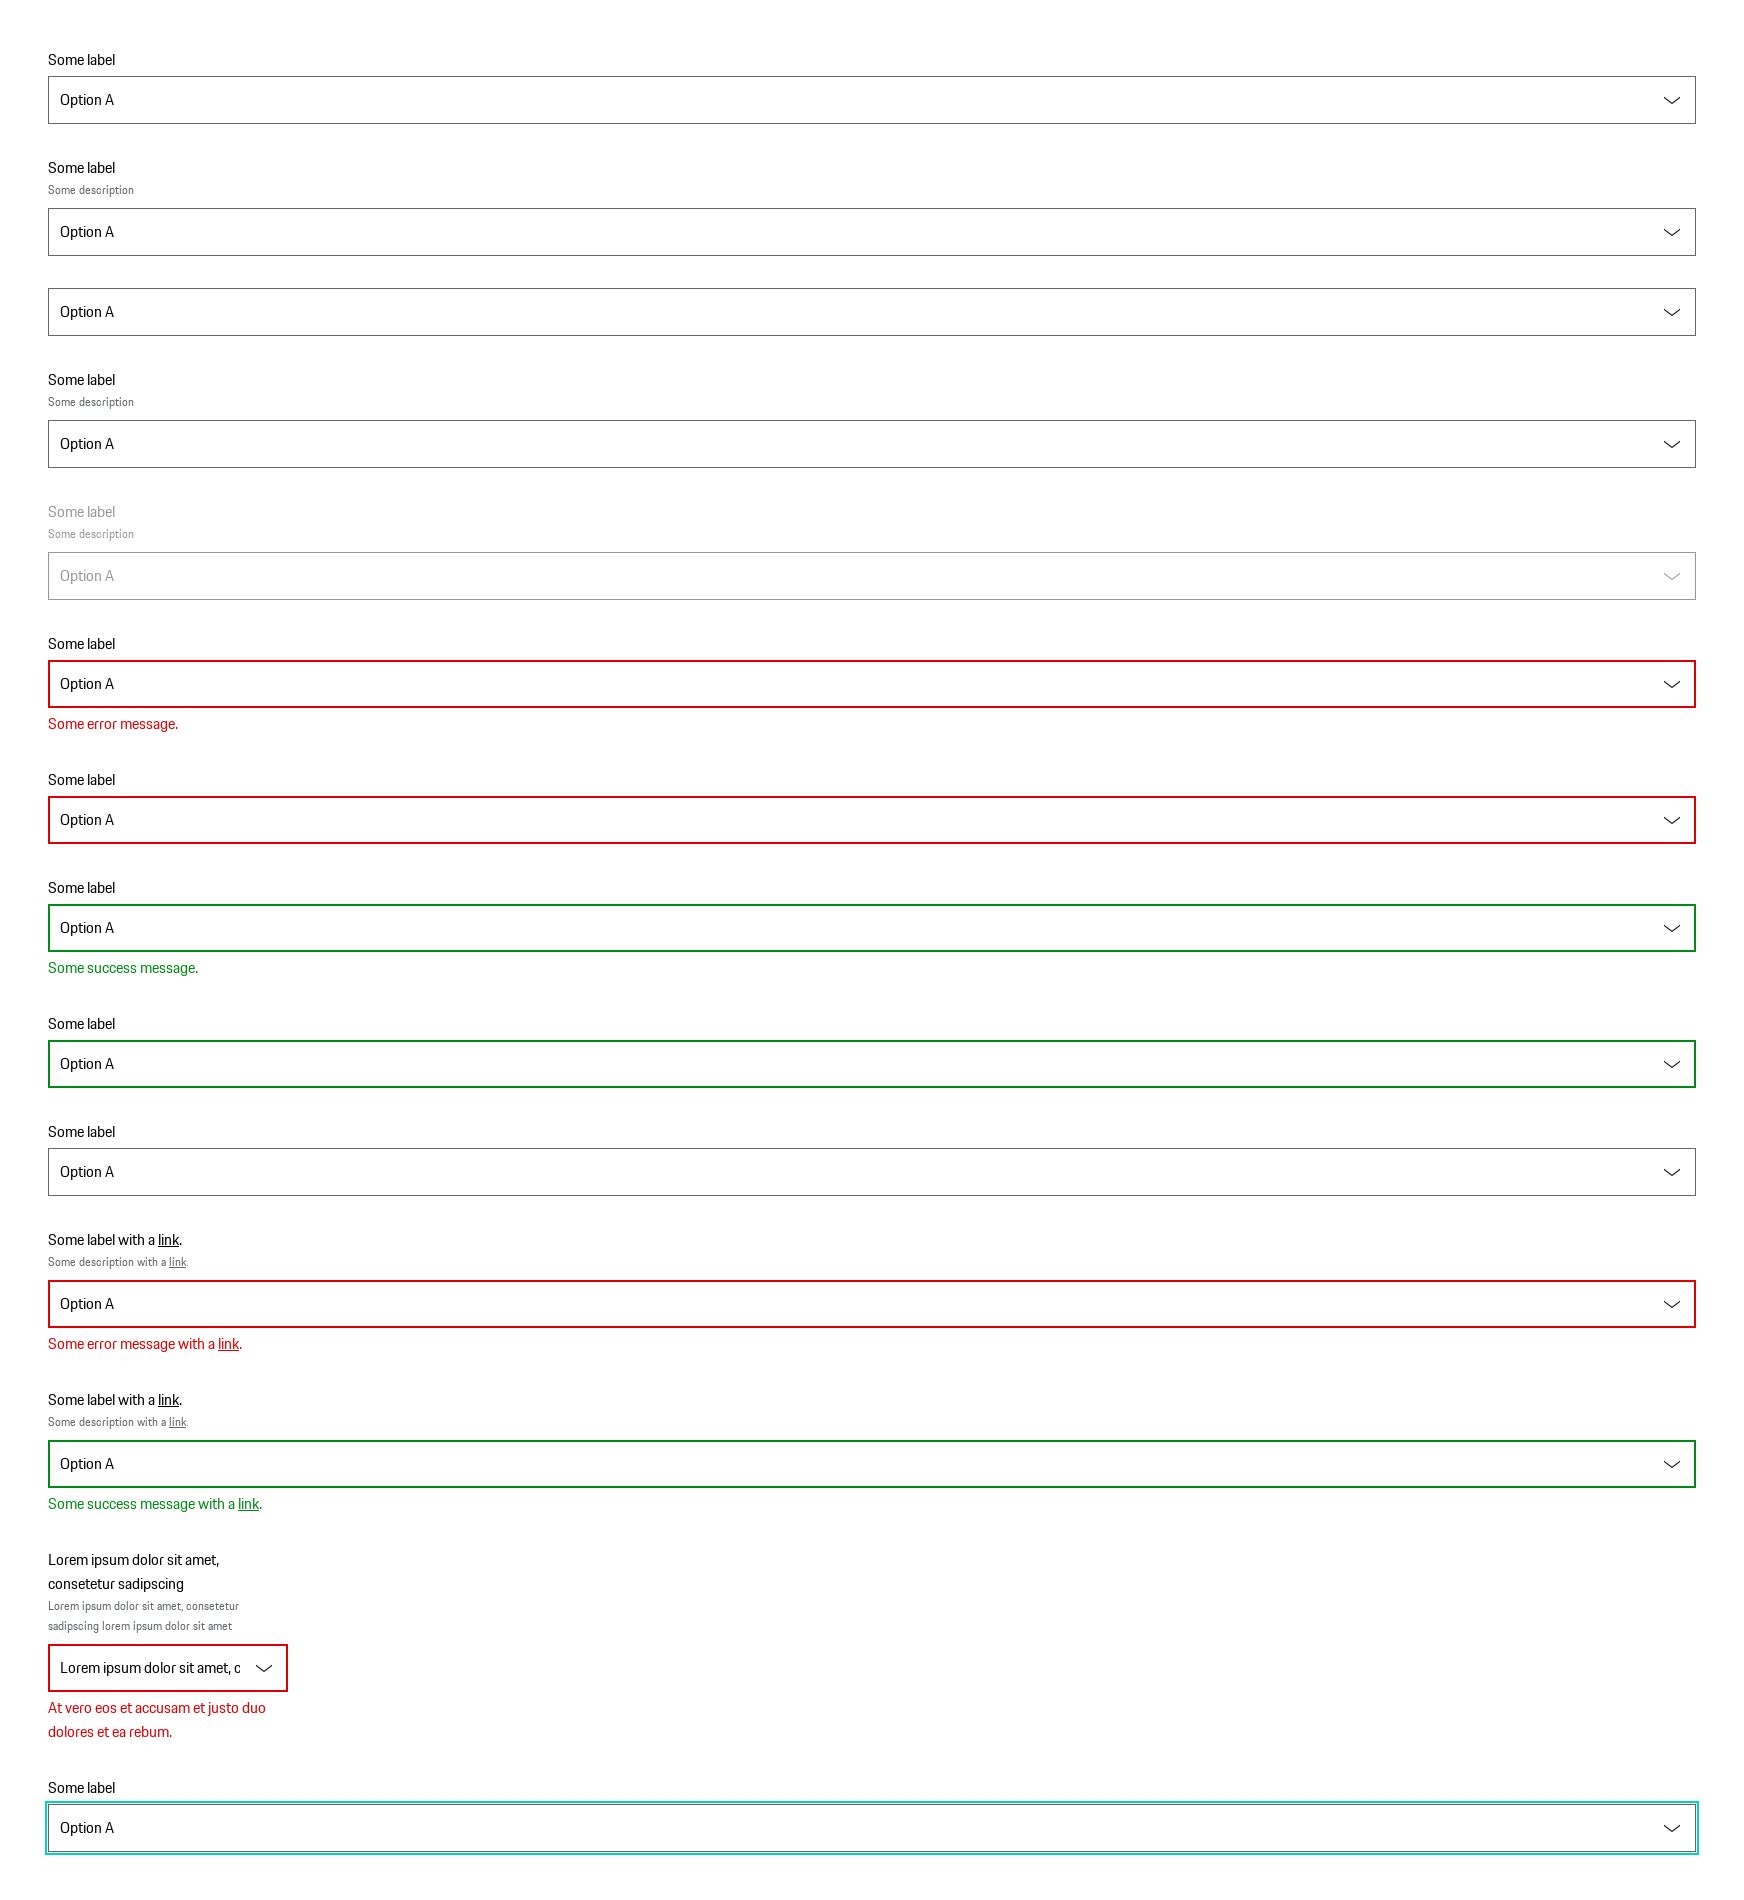 Some label
Option A
Some label
Some description
Option A
Option A
Some label
Some description
Option A
Some label
Some description
Option A
Some label
Option A
Some error message.
Some label
Option A
Some label
Option A
Some success message.
Some label
Option A
Some label
Option A
Some label with a link.
Some description with a link.
Option A
Some error message with a link.
Some label with a link.
Some description with a link.
Option A
Some success message with a link.
Lorem ipsum dolor sit amet,
consetetur sadipscing
Lorem ipsum dolor sit amet, consetetur
sadipscing lorem ipsum dolor sit amet
Lorem ipsum dolor sit amet, c
At vero eos et accusam et justo duo
dolores et ea rebum.
Some label
Option A